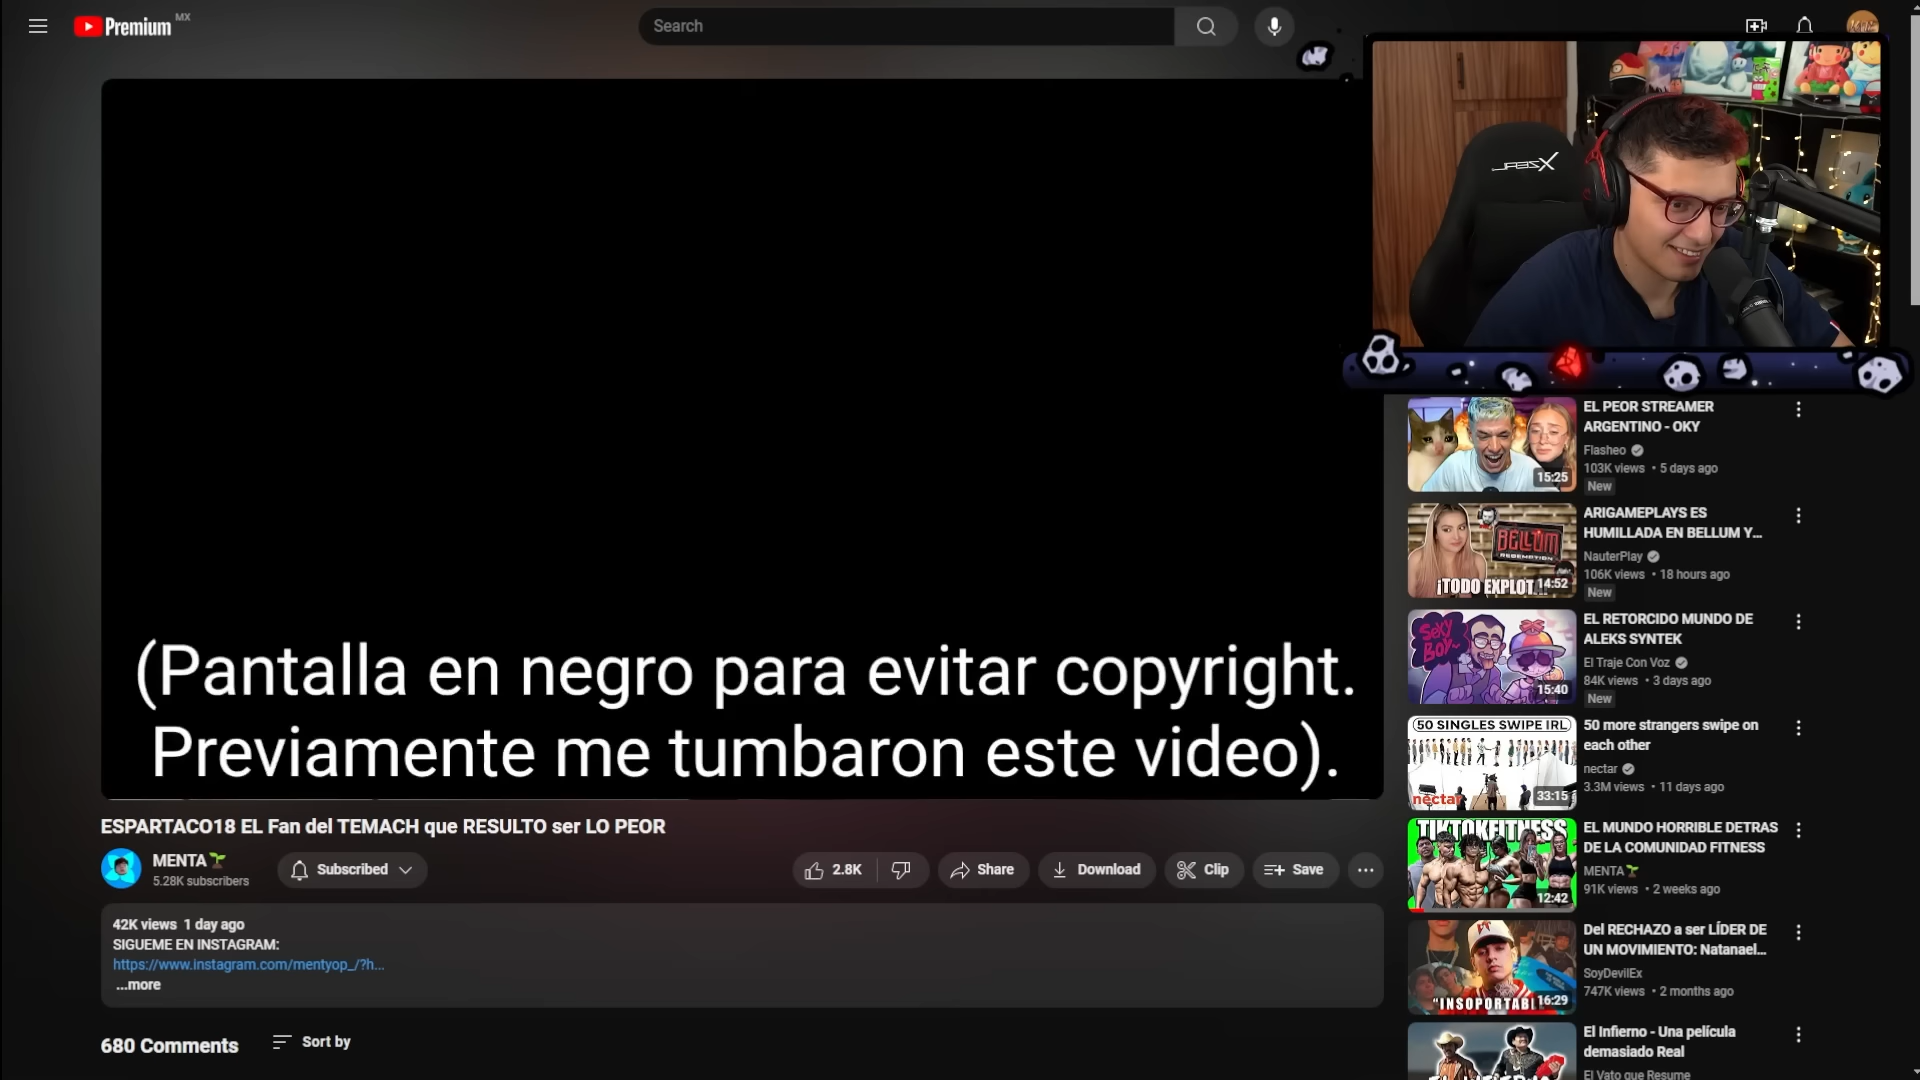 Premium
MX
Search
(Pantalla en negro para evitar copyright.
Previamente me tumbaron este video).
ESPARTACO18 EL Fan del TEMACH que RESULTO ser LO PEOR
MENTA🌱
5.28K subscribers
Subscribed
2.8K
Share
Download
Clip
Save
42K views 1 day ago
SIGUEME EN INSTAGRAM:
https://www.instagram.com/mentyop_/?h...
...more
680 Comments
Sort by
15:25
EL PEOR STREAMER
ARGENTINO - OKY
Flasheo
103K views • 5 days ago
New
BELLUM
REDEMPTION
14:52
ARIGAMEPLAYS ES
HUMILLADA EN BELLUM Y...
NauterPlay
106K views • 18 hours ago
New
SEXY
BOY
15:40
EL RETORCIDO MUNDO DE
ALEKS SYNTEK
El Traje Con Voz
84K views • 3 days ago
New
50 SINGLES SWIPE IRL
nectar
33:15
50 more strangers swipe on
each other
nectar
3.3M views • 11 days ago
TIKTOKFITNESS
12:42
EL MUNDO HORRIBLE DETRAS
DE LA COMUNIDAD FITNESS
MENTA🌱
91K views • 2 weeks ago
16:29
Del RECHAZO a ser LÍDER DE
UN MOVIMIENTO: Natanael...
SoyDevilEx
747K views • 2 months ago
El Infierno - Una película
demasiado Real
El Vato que Resume